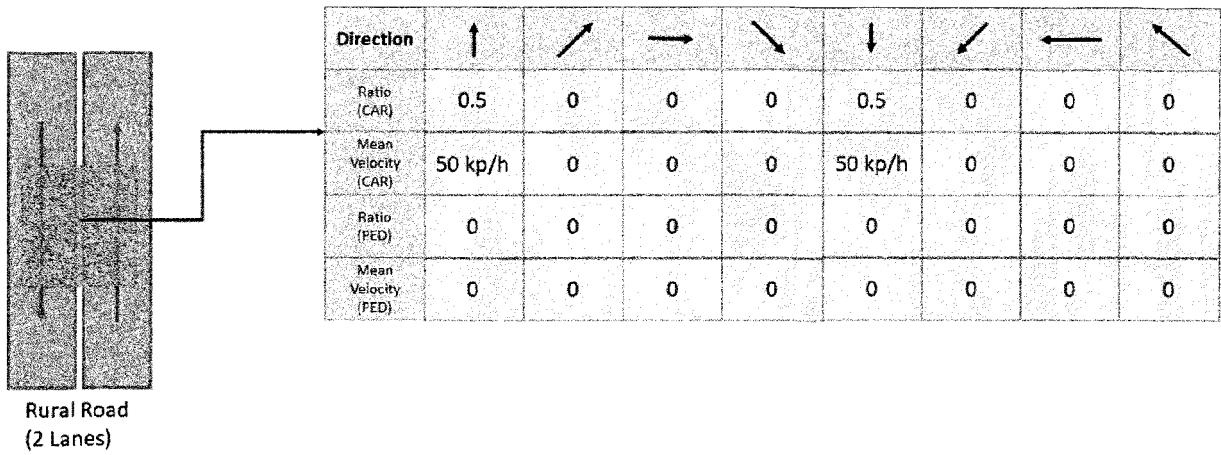 Direction
Ratio
(CAR)
0.5 0 0 0 0.5 0 0 0
Mean
Velocity
(CAR)
50 kp/h 0 0 0 50 kp/h 0 0 0
Ratio
(PED)
0 0 0 0 0 0 0 0
Mean
Velocity
(PED)
0 0 0 0 0 0 0 0
Rural Road
(2 Lanes)